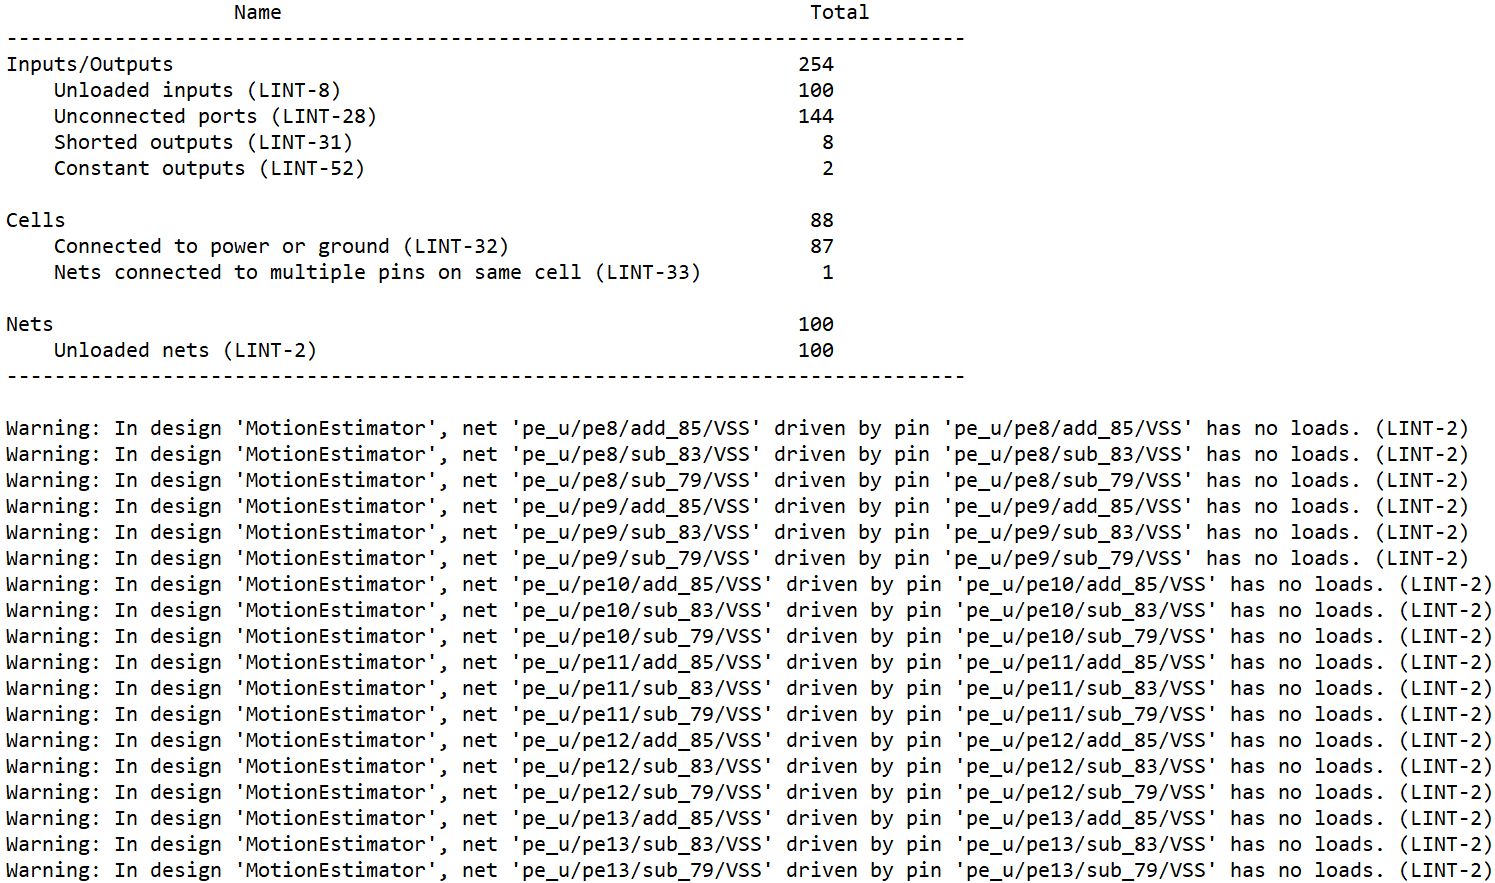 Name                                            Total
--------------------------------------------------------------------------------
Inputs/Outputs                                                    254
    Unloaded inputs (LINT-8)                                      100
    Unconnected ports (LINT-28)                                   144
    Shorted outputs (LINT-31)                                       8
    Constant outputs (LINT-52)                                      2
Cells                                                              88
    Connected to power or ground (LINT-32)                         87
    Nets connected to multiple pins on same cell (LINT-33)          1
Nets                                                              100
    Unloaded nets (LINT-2)                                        100
--------------------------------------------------------------------------------
Warning: In design 'MotionEstimator', net 'pe_u/pe8/add_85/VSS' driven by pin 'pe_u/pe8/add_85/VSS' has no loads. (LINT-2)
Warning: In design 'MotionEstimator', net 'pe_u/pe8/sub_83/VSS' driven by pin 'pe_u/pe8/sub_83/VSS' has no loads. (LINT-2)
Warning: In design 'MotionEstimator', net 'pe_u/pe8/sub_79/VSS' driven by pin 'pe_u/pe8/sub_79/VSS' has no loads. (LINT-2)
Warning: In design 'MotionEstimator', net 'pe_u/pe9/add_85/VSS' driven by pin 'pe_u/pe9/add_85/VSS' has no loads. (LINT-2)
Warning: In design 'MotionEstimator', net 'pe_u/pe9/sub_83/VSS' driven by pin 'pe_u/pe9/sub_83/VSS' has no loads. (LINT-2)
Warning: In design 'MotionEstimator', net 'pe_u/pe9/sub_79/VSS' driven by pin 'pe_u/pe9/sub_79/VSS' has no loads. (LINT-2)
Warning: In design 'MotionEstimator', net 'pe_u/pe10/add_85/VSS' driven by pin 'pe_u/pe10/add_85/VSS' has no loads. (LINT-2)
Warning: In design 'MotionEstimator', net 'pe_u/pe10/sub_83/VSS' driven by pin 'pe_u/pe10/sub_83/VSS' has no loads. (LINT-2)
Warning: In design 'MotionEstimator', net 'pe_u/pe10/sub_79/VSS' driven by pin 'pe_u/pe10/sub_79/VSS' has no loads. (LINT-2)
Warning: In design 'MotionEstimator', net 'pe_u/pe11/add_85/VSS' driven by pin 'pe_u/pe11/add_85/VSS' has no loads. (LINT-2)
Warning: In design 'MotionEstimator', net 'pe_u/pe11/sub_83/VSS' driven by pin 'pe_u/pe11/sub_83/VSS' has no loads. (LINT-2)
Warning: In design 'MotionEstimator', net 'pe_u/pe11/sub_79/VSS' driven by pin 'pe_u/pe11/sub_79/VSS' has no loads. (LINT-2)
Warning: In design 'MotionEstimator', net 'pe_u/pe12/add_85/VSS' driven by pin 'pe_u/pe12/add_85/VSS' has no loads. (LINT-2)
Warning: In design 'MotionEstimator', net 'pe_u/pe12/sub_83/VSS' driven by pin 'pe_u/pe12/sub_83/VSS' has no loads. (LINT-2)
Warning: In design 'MotionEstimator', net 'pe_u/pe12/sub_79/VSS' driven by pin 'pe_u/pe12/sub_79/VSS' has no loads. (LINT-2)
Warning: In design 'MotionEstimator', net 'pe_u/pe13/add_85/VSS' driven by pin 'pe_u/pe13/add_85/VSS' has no loads. (LINT-2)
Warning: In design 'MotionEstimator', net 'pe_u/pe13/sub_83/VSS' driven by pin 'pe_u/pe13/sub_83/VSS' has no loads. (LINT-2)
Warning: In design 'MotionEstimator', net 'pe_u/pe13/sub_79/VSS' driven by pin 'pe_u/pe13/sub_79/VSS' has no loads. (LINT-2)